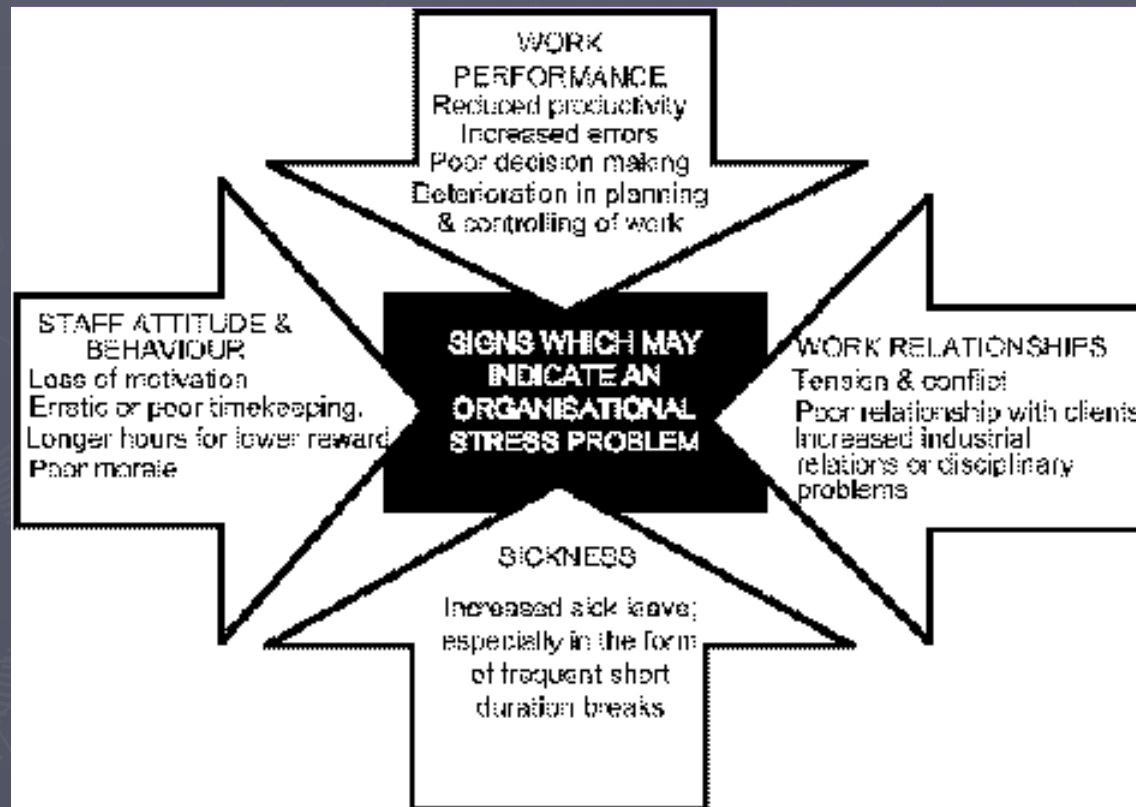 WORK
PERFORMANCE
Reduced productivity
Increased errors
Poor decision making
Deterioration in planning
& controlling of work
STAFF ATTITUDE &
BEHAVIOUR
Loss of motivation
Erratic or poor timekeeping.
Longer hours for lower reward
Poor morale
SIGNS WHICH MAY
INDICATE AN
ORGANISATIONAL
STRESS PROBLEM
WORK RELATIONSHIPS
Tension & conflict
Poor relationship with clients
Increased industrial
relations or disciplinary
problems
SICKNESS
Increased sick leave;
especially in the form
of frequent short
duration breaks